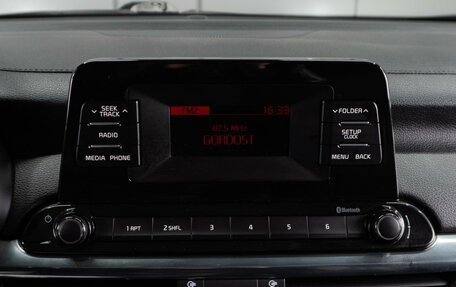 SEEK
TRACK
RADIO
MEDIA PHONE
FM2 16:39
87.5 MHz
GORDOST
FOLDER
SETUP
CLOCK
MENU BACK
Bluetooth
1 RPT 2 SHFL 3 4 5 6